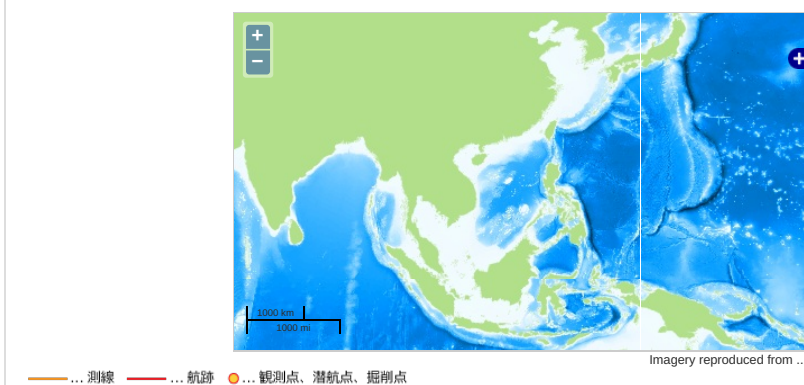 +
−
+
1000 km
1000 mi
Imagery reproduced from ...
... 測線 ... 航跡 ... 観測点、潜航点、掘削点